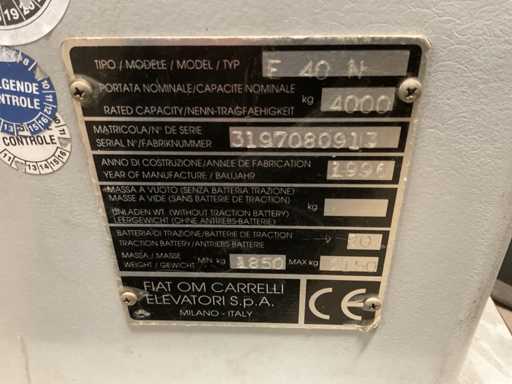 LGENDE
CONTROLE
CONTROLE
TIPO / MODELE / MODEL / TYP E 40 N
PORTATA NOMINALE/CAPACITE NOMINALE
RATED CAPACITY/NENN-TRAGFAEHIGKEIT kg 4000
MATRICOLA/N° DE SERIE
SERIAL N°/FABRIKNUMMER 3197080913
ANNO DI COSTRUZIONE/ANNEE DE FABRICATION
YEAR OF MANUFACTURE / BAUJAHR 1996
MASSA A VUOTO (SENZA BATTERIA TRAZIONE)
MASSE A VIDE (SANS BATTERIE DE TRACTION) kg
UNLADEN WT. (WITHOUT TRACTION BATTERY)
LEERGEWICHT (OHNE ANTRIEBS-BATTERIE)
BATTERIA DI TRAZIONE/BATTERIE DE TRACTION
TRACTION BATTERY/ANTRIEBS-BATTERIE V
MASSA / MASSE
WEIGHT / GEWICHT MIN kg 1850 MAX kg
FIAT OM CARRELLI
ELEVATORI S.p.A.
MILANO - ITALY
CE